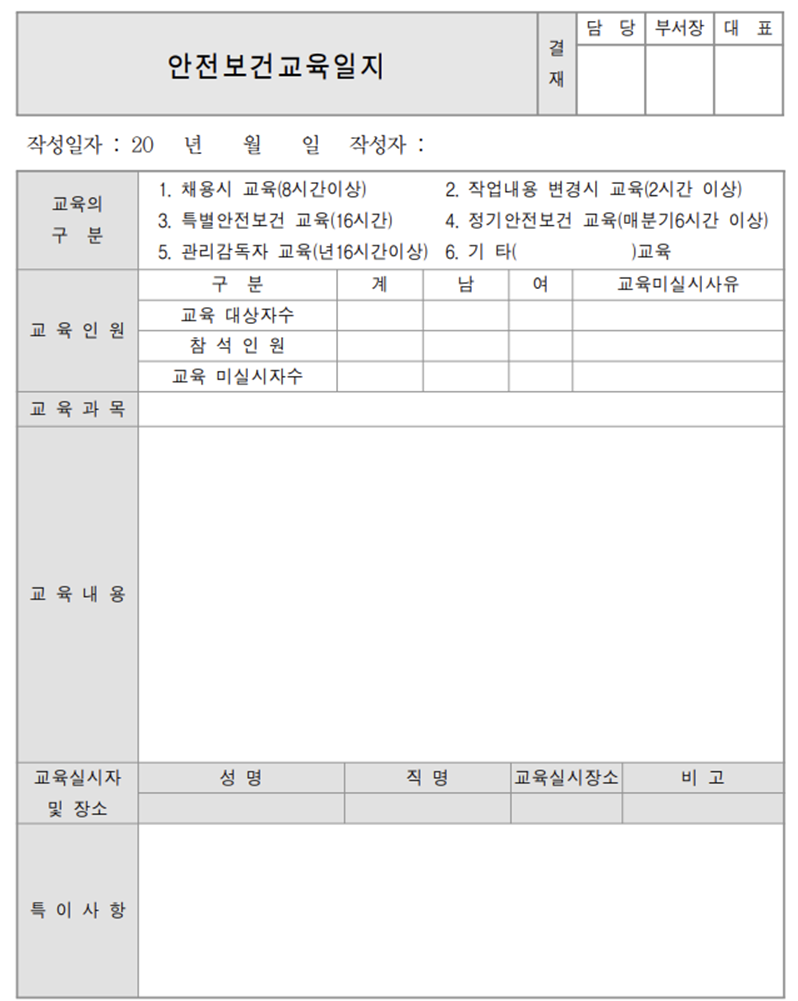 안전보건교육일지
결재
담 당 부서장 대 표
작성일자 : 20 년 월 일 작성자 :
교육의 구 분
1. 채용시 교육(8시간이상) 2. 작업내용 변경시 교육(2시간 이상)
3. 특별안전보건 교육(16시간) 4. 정기안전보건 교육(매분기6시간 이상)
5. 관리감독자 교육(년16시간이상) 6. 기 타( )교육
교 육 인 원
구 분 계 남 여 교육미실시사유
교육 대상자수
참 석 인 원
교육 미실시자수
교 육 과 목
교 육 내 용
교육실시자 및 장소
성 명 직 명 교육실시장소 비 고
특 이 사 항